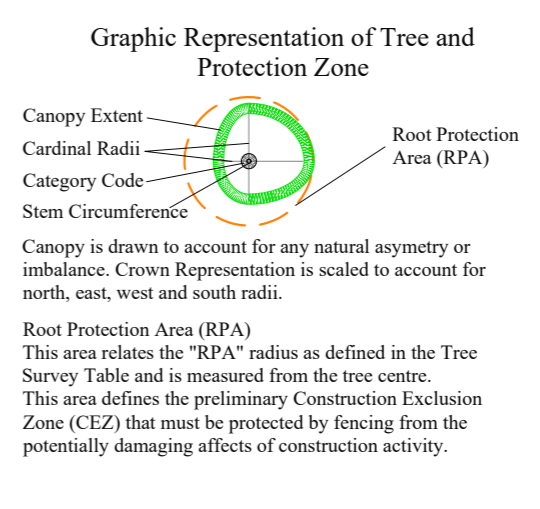 Graphic Representation of Tree and
Protection Zone
Canopy Extent
Cardinal Radii
Category Code
Stem Circumference
Root Protection
Area (RPA)
Canopy is drawn to account for any natural asymetry or
imbalance. Crown Representation is scaled to account for
north, east, west and south radii.
Root Protection Area (RPA)
This area relates the "RPA" radius as defined in the Tree
Survey Table and is measured from the tree centre.
This area defines the preliminary Construction Exclusion
Zone (CEZ) that must be protected by fencing from the
potentially damaging affects of construction activity.